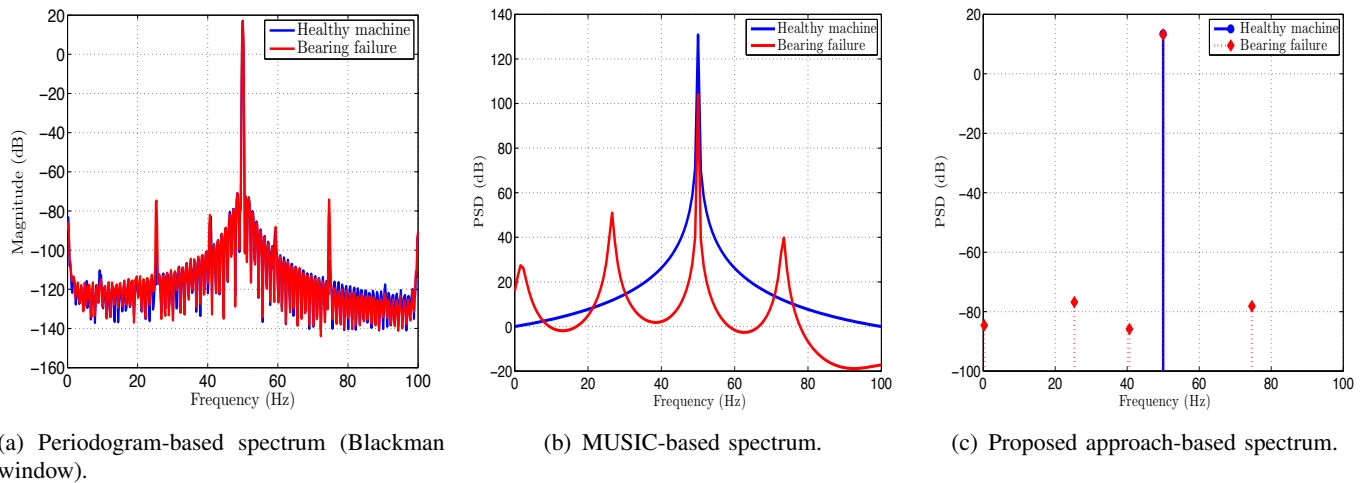 20
0
−20
−40
−60
−80
−100
−120
−140
−160
Magnitude (dB)
0 20 40 60 80 100
Frequency (Hz)
Healthy machine
Bearing failure
(a) Periodogram-based spectrum (Blackman
window).
140
120
100
80
60
40
20
0
−20
PSD (dB)
0 20 40 60 80 100
Frequency (Hz)
Healthy machine
Bearing failure
(b) MUSIC-based spectrum.
20
0
−20
−40
−60
−80
−100
PSD (dB)
0 20 40 60 80 100
Frequency (Hz)
Healthy machine
Bearing failure
(c) Proposed approach-based spectrum.